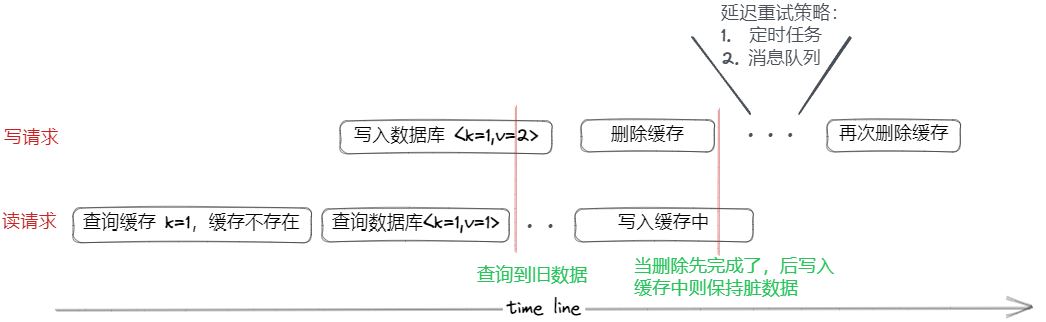 延迟重试策略：
1. 定时任务
2. 消息队列
写请求
写入数据库 <k=1,v=2>
删除缓存
· · ·
再次删除缓存
读请求
查询缓存 k=1，缓存不存在
查询数据库<k=1,v=1>
· ·
写入缓存中
查询到旧数据
当删除先完成了，后写入
缓存中则保持脏数据
time line